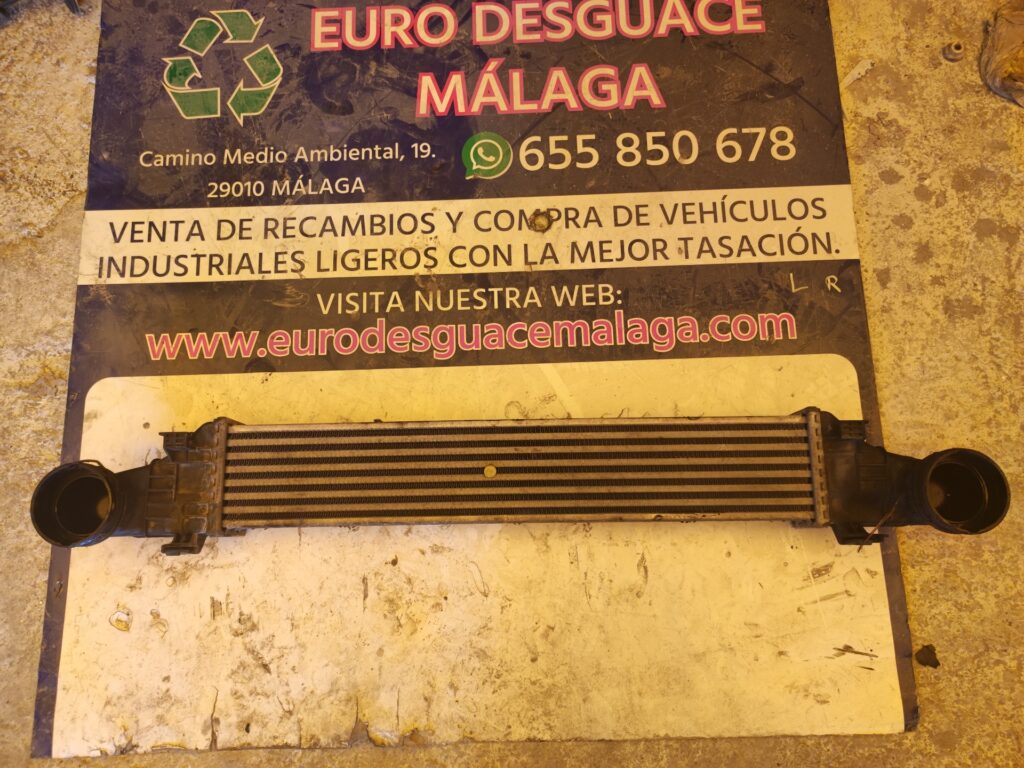 EURO DESGUACE
MÁLAGA
Camino Medio Ambiental, 19.
29010 MÁLAGA
655 850 678
VENTA DE RECAMBIOS Y COMPRA DE VEHÍCULOS
INDUSTRIALES LIGEROS CON LA MEJOR TASACIÓN.
VISITA NUESTRA WEB:
L R
www.eurodesguacemalaga.com